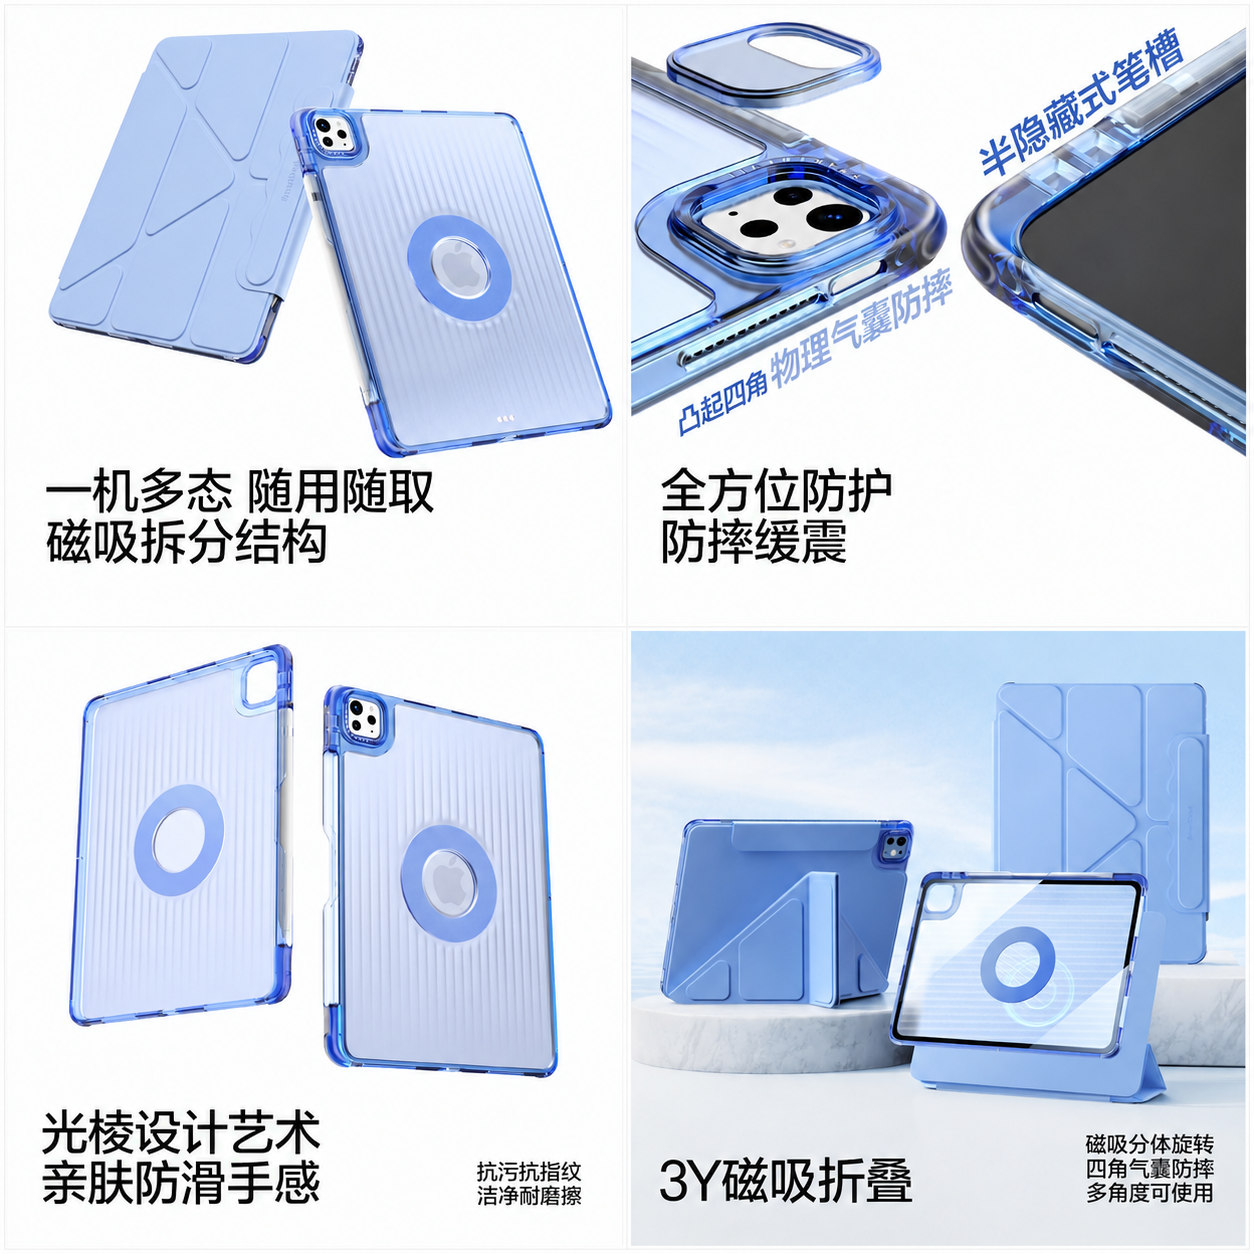 一机多态 随用随取
磁吸拆分结构
半隐藏式笔槽
凸起四角 物理气囊防摔
全方位防护
防摔缓震
光棱设计艺术
亲肤防滑手感
抗污抗指纹
洁净耐磨擦
3Y磁吸折叠
磁吸分体旋转
四角气囊防摔
多角度可使用